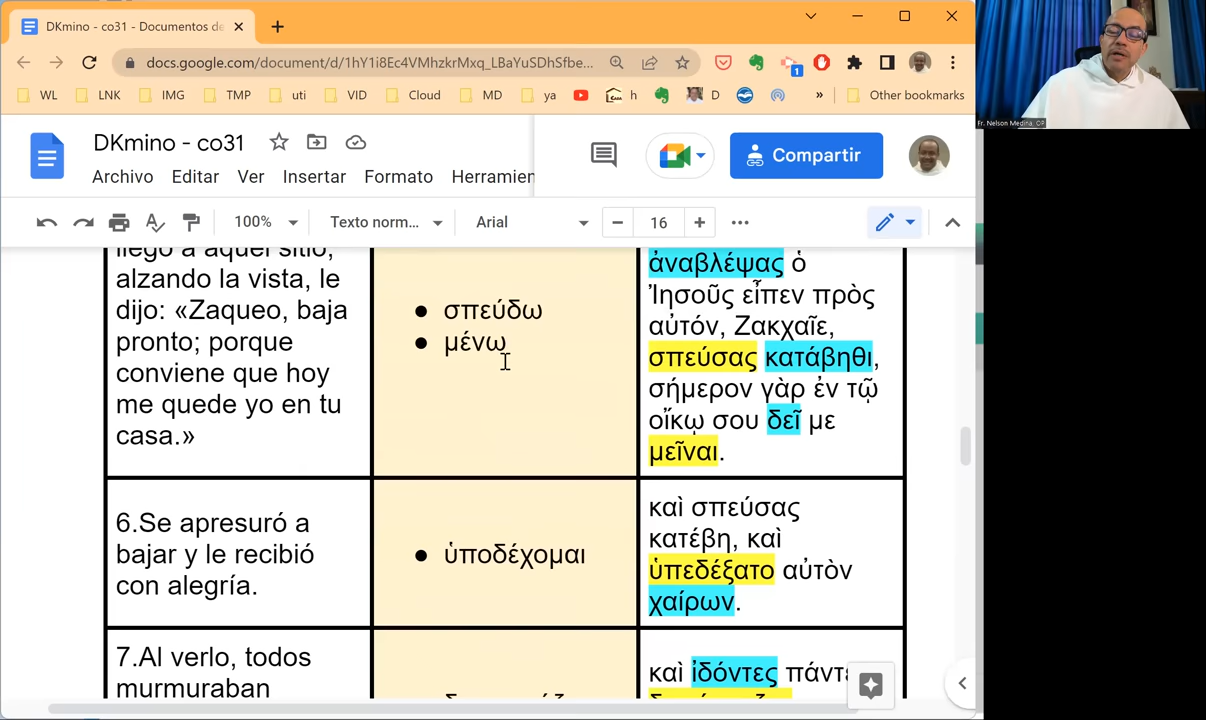 DKmino - co31 - Documentos de
docs.google.com/document/d/1hY1i8Ec4VMhzkrMxq_LBaYuSDhSfbe...
1
WL LNK IMG TMP uti VID Cloud MD ya h D » Other bookmarks
Fr. Nelson Medina, OP
DKmino - co31
Compartir
Archivo Editar Ver Insertar Formato Herramien
100% Texto norm... Arial 16
llegó a aquel sitio,
alzando la vista, le
dijo: «Zaqueo, baja
pronto; porque
conviene que hoy
me quede yo en tu
casa.»
● σπεύδω
● μένω
ἀναβλέψας ὁ
Ἰησοῦς εἶπεν πρὸς
αὐτόν, Ζακχαῖε,
σπεύσας κατάβηθι,
σήμερον γὰρ ἐν τῷ
οἴκῳ σου δεῖ με
μεῖναι.
6.Se apresuró a
bajar y le recibió
con alegría.
● ὑποδέχομαι
καὶ σπεύσας
κατέβη, καὶ
ὑπεδέξατο αὐτὸν
χαίρων.
7.Al verlo, todos
murmuraban
καὶ ἰδόντες